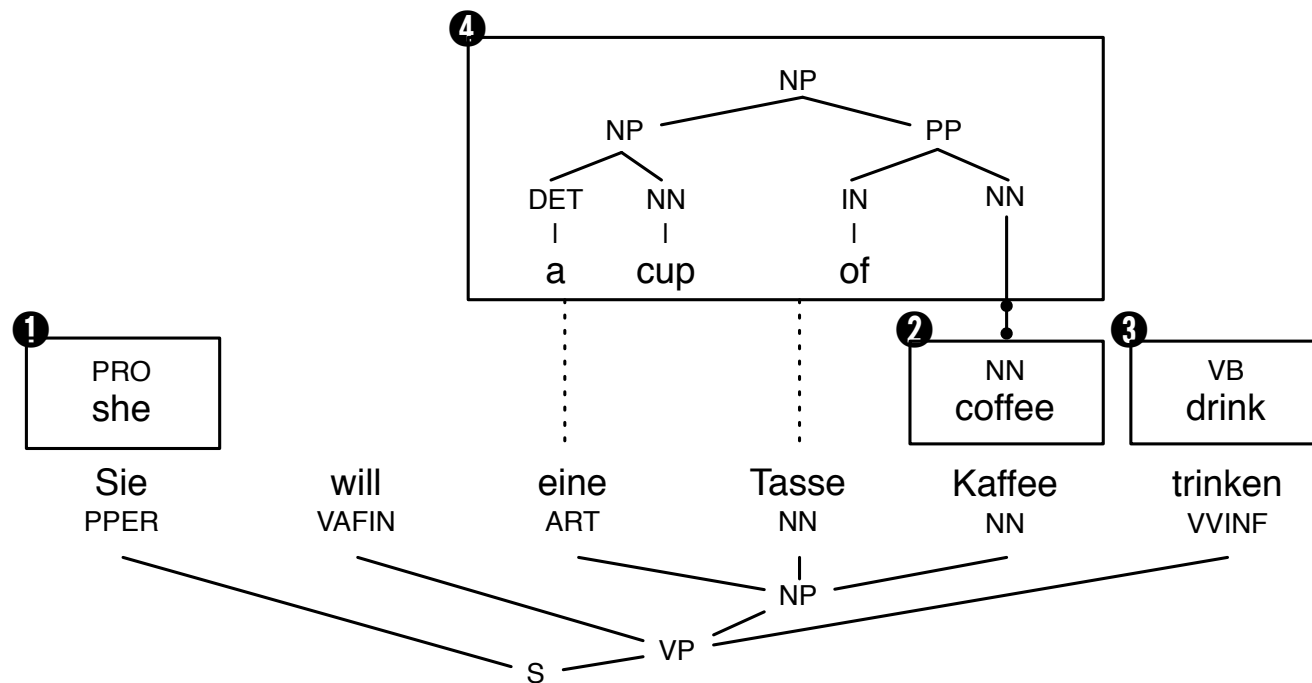 4
NP
NP PP
DET NN IN NN
a cup of
1 2 3
PRO NN VB
she coffee drink
Sie will eine Tasse Kaffee trinken
PPER VAFIN ART NN NN VVINF
NP
VP
S